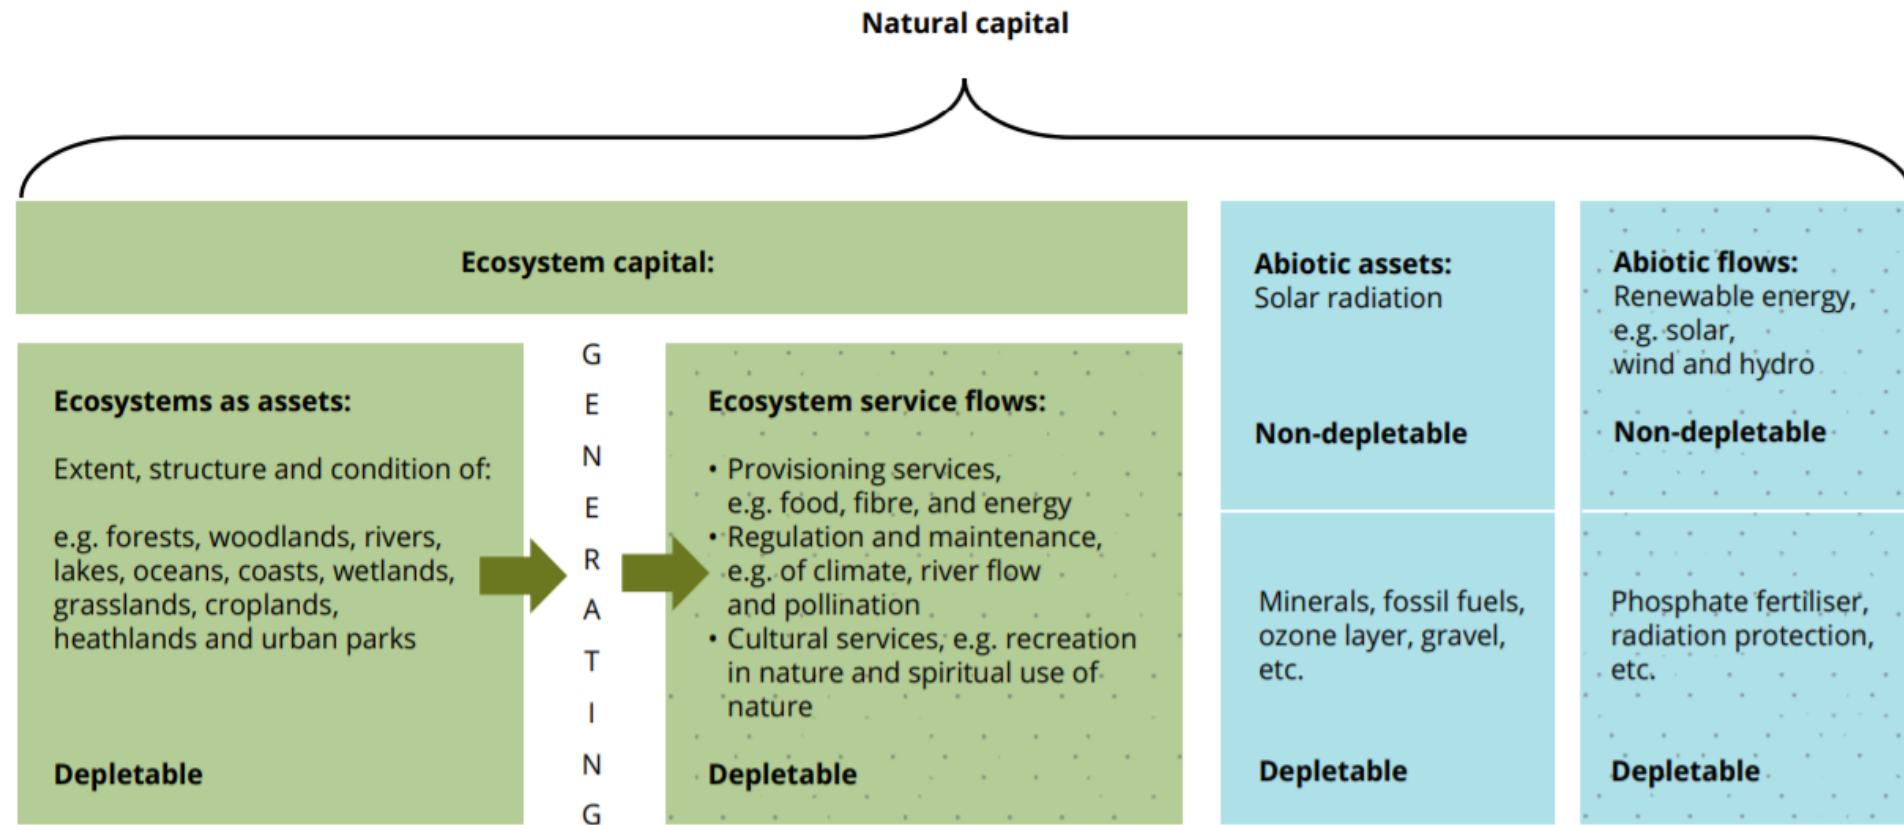 Natural capital
Ecosystem capital:
Ecosystems as assets:
Extent, structure and condition of:
e.g. forests, woodlands, rivers,
lakes, oceans, coasts, wetlands,
grasslands, croplands,
heathlands and urban parks
Depletable
G
E
N
E
R
A
T
I
N
G
Ecosystem service flows:
• Provisioning services,
e.g. food, fibre, and energy
• Regulation and maintenance,
e.g. of climate, river flow
and pollination
• Cultural services, e.g. recreation
in nature and spiritual use of
nature
Depletable
Abiotic assets:
Solar radiation
Non-depletable
Minerals, fossil fuels,
ozone layer, gravel,
etc.
Depletable
Abiotic flows:
Renewable energy,
e.g. solar,
wind and hydro
Non-depletable
Phosphate fertiliser,
radiation protection,
etc.
Depletable